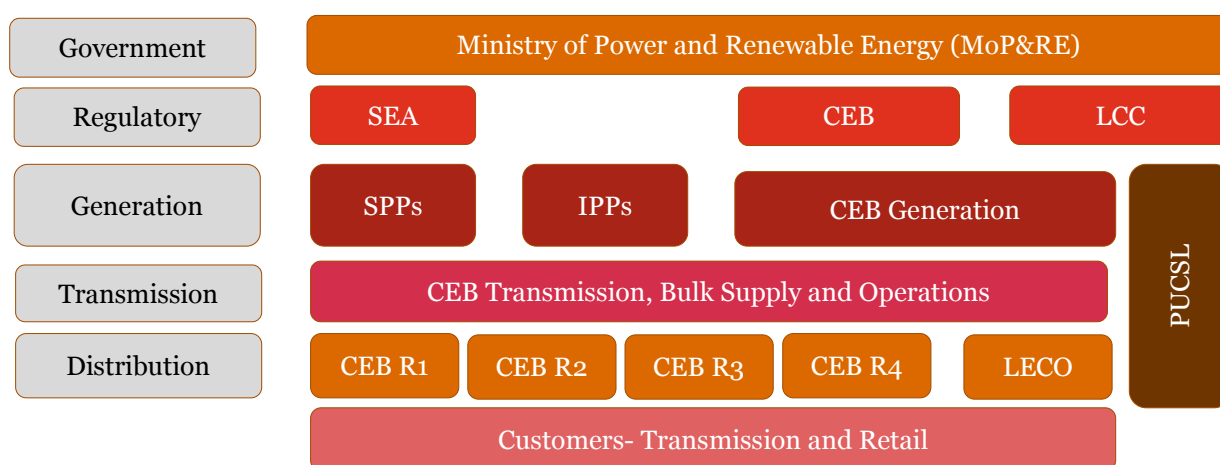 Government
Ministry of Power and Renewable Energy (MoP&RE)
Regulatory
SEA
CEB
LCC
Generation
SPPs
IPPs
CEB Generation
PUCSL
Transmission
CEB Transmission, Bulk Supply and Operations
Distribution
CEB R1
CEB R2
CEB R3
CEB R4
LECO
Customers- Transmission and Retail